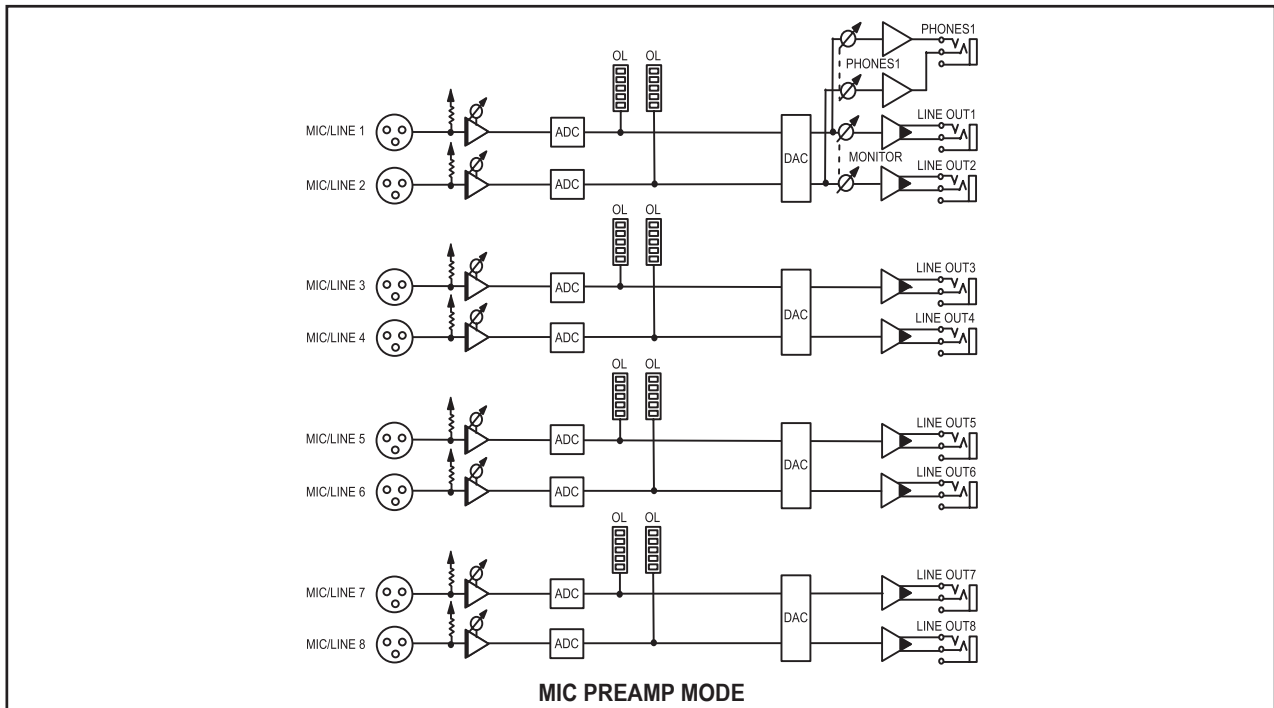 PHONES1
OL OL
PHONES1
MIC/LINE 1
ADC
LINE OUT1
DAC
MONITOR
LINE OUT2
MIC/LINE 2
ADC
OL OL
LINE OUT3
MIC/LINE 3
ADC
DAC
LINE OUT4
MIC/LINE 4
ADC
OL OL
LINE OUT5
MIC/LINE 5
ADC
DAC
LINE OUT6
MIC/LINE 6
ADC
OL OL
LINE OUT7
MIC/LINE 7
ADC
DAC
LINE OUT8
MIC/LINE 8
ADC
MIC PREAMP MODE